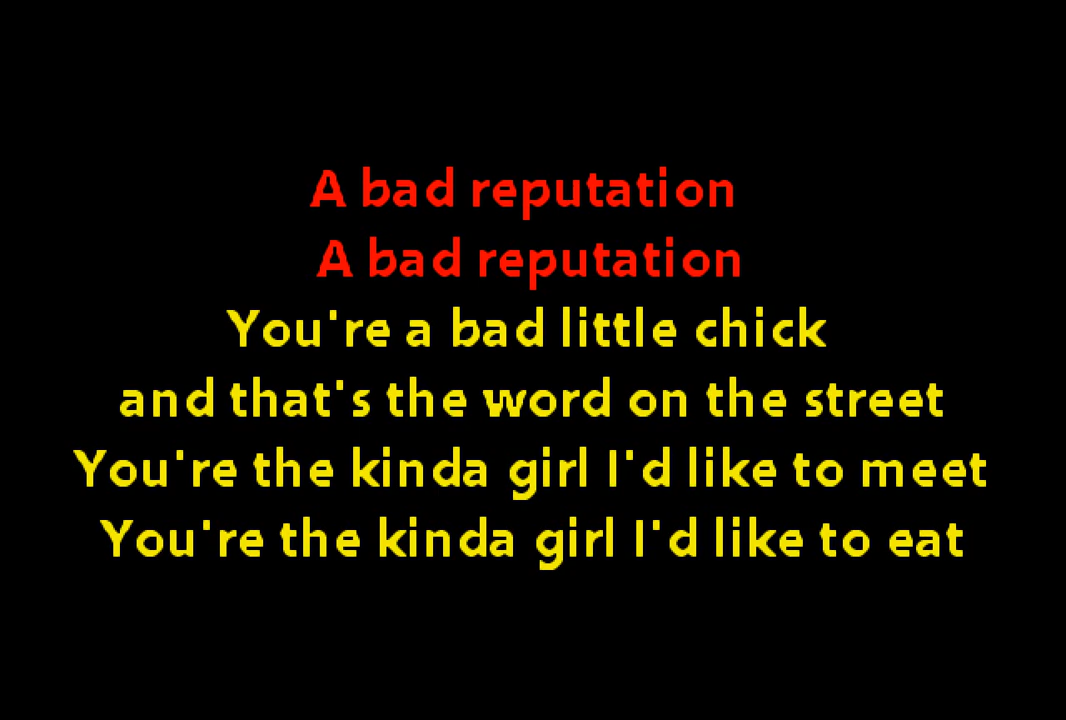 A bad reputation
A bad reputation
You're a bad little chick
and that's the word on the street
You're the kinda girl I'd like to meet
You're the kinda girl I'd like to eat